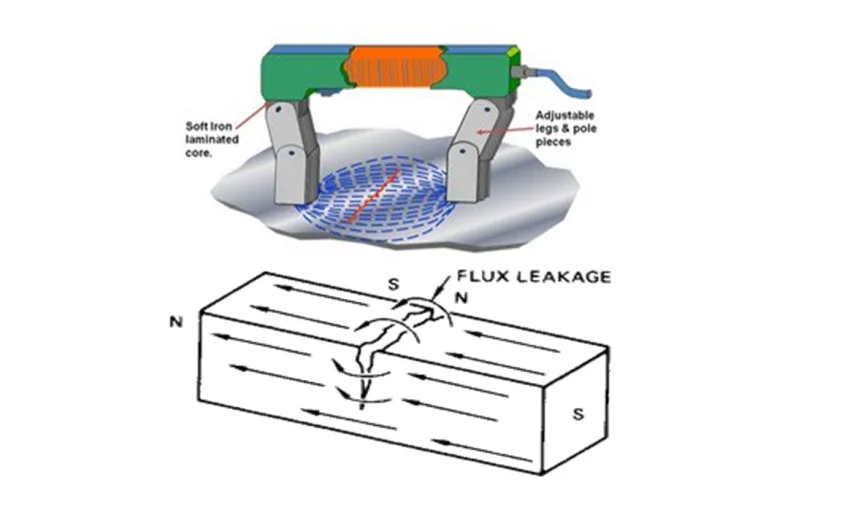 Soft Iron
laminated
core.
Adjustable
legs & pole
pieces
FLUX LEAKAGE
S
N
N
S